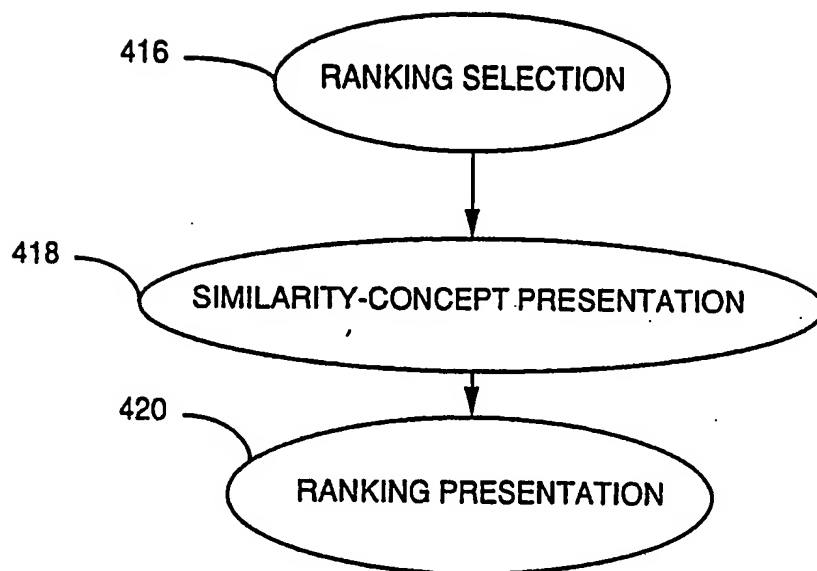 416
RANKING SELECTION
418
SIMILARITY-CONCEPT PRESENTATION
420
RANKING PRESENTATION